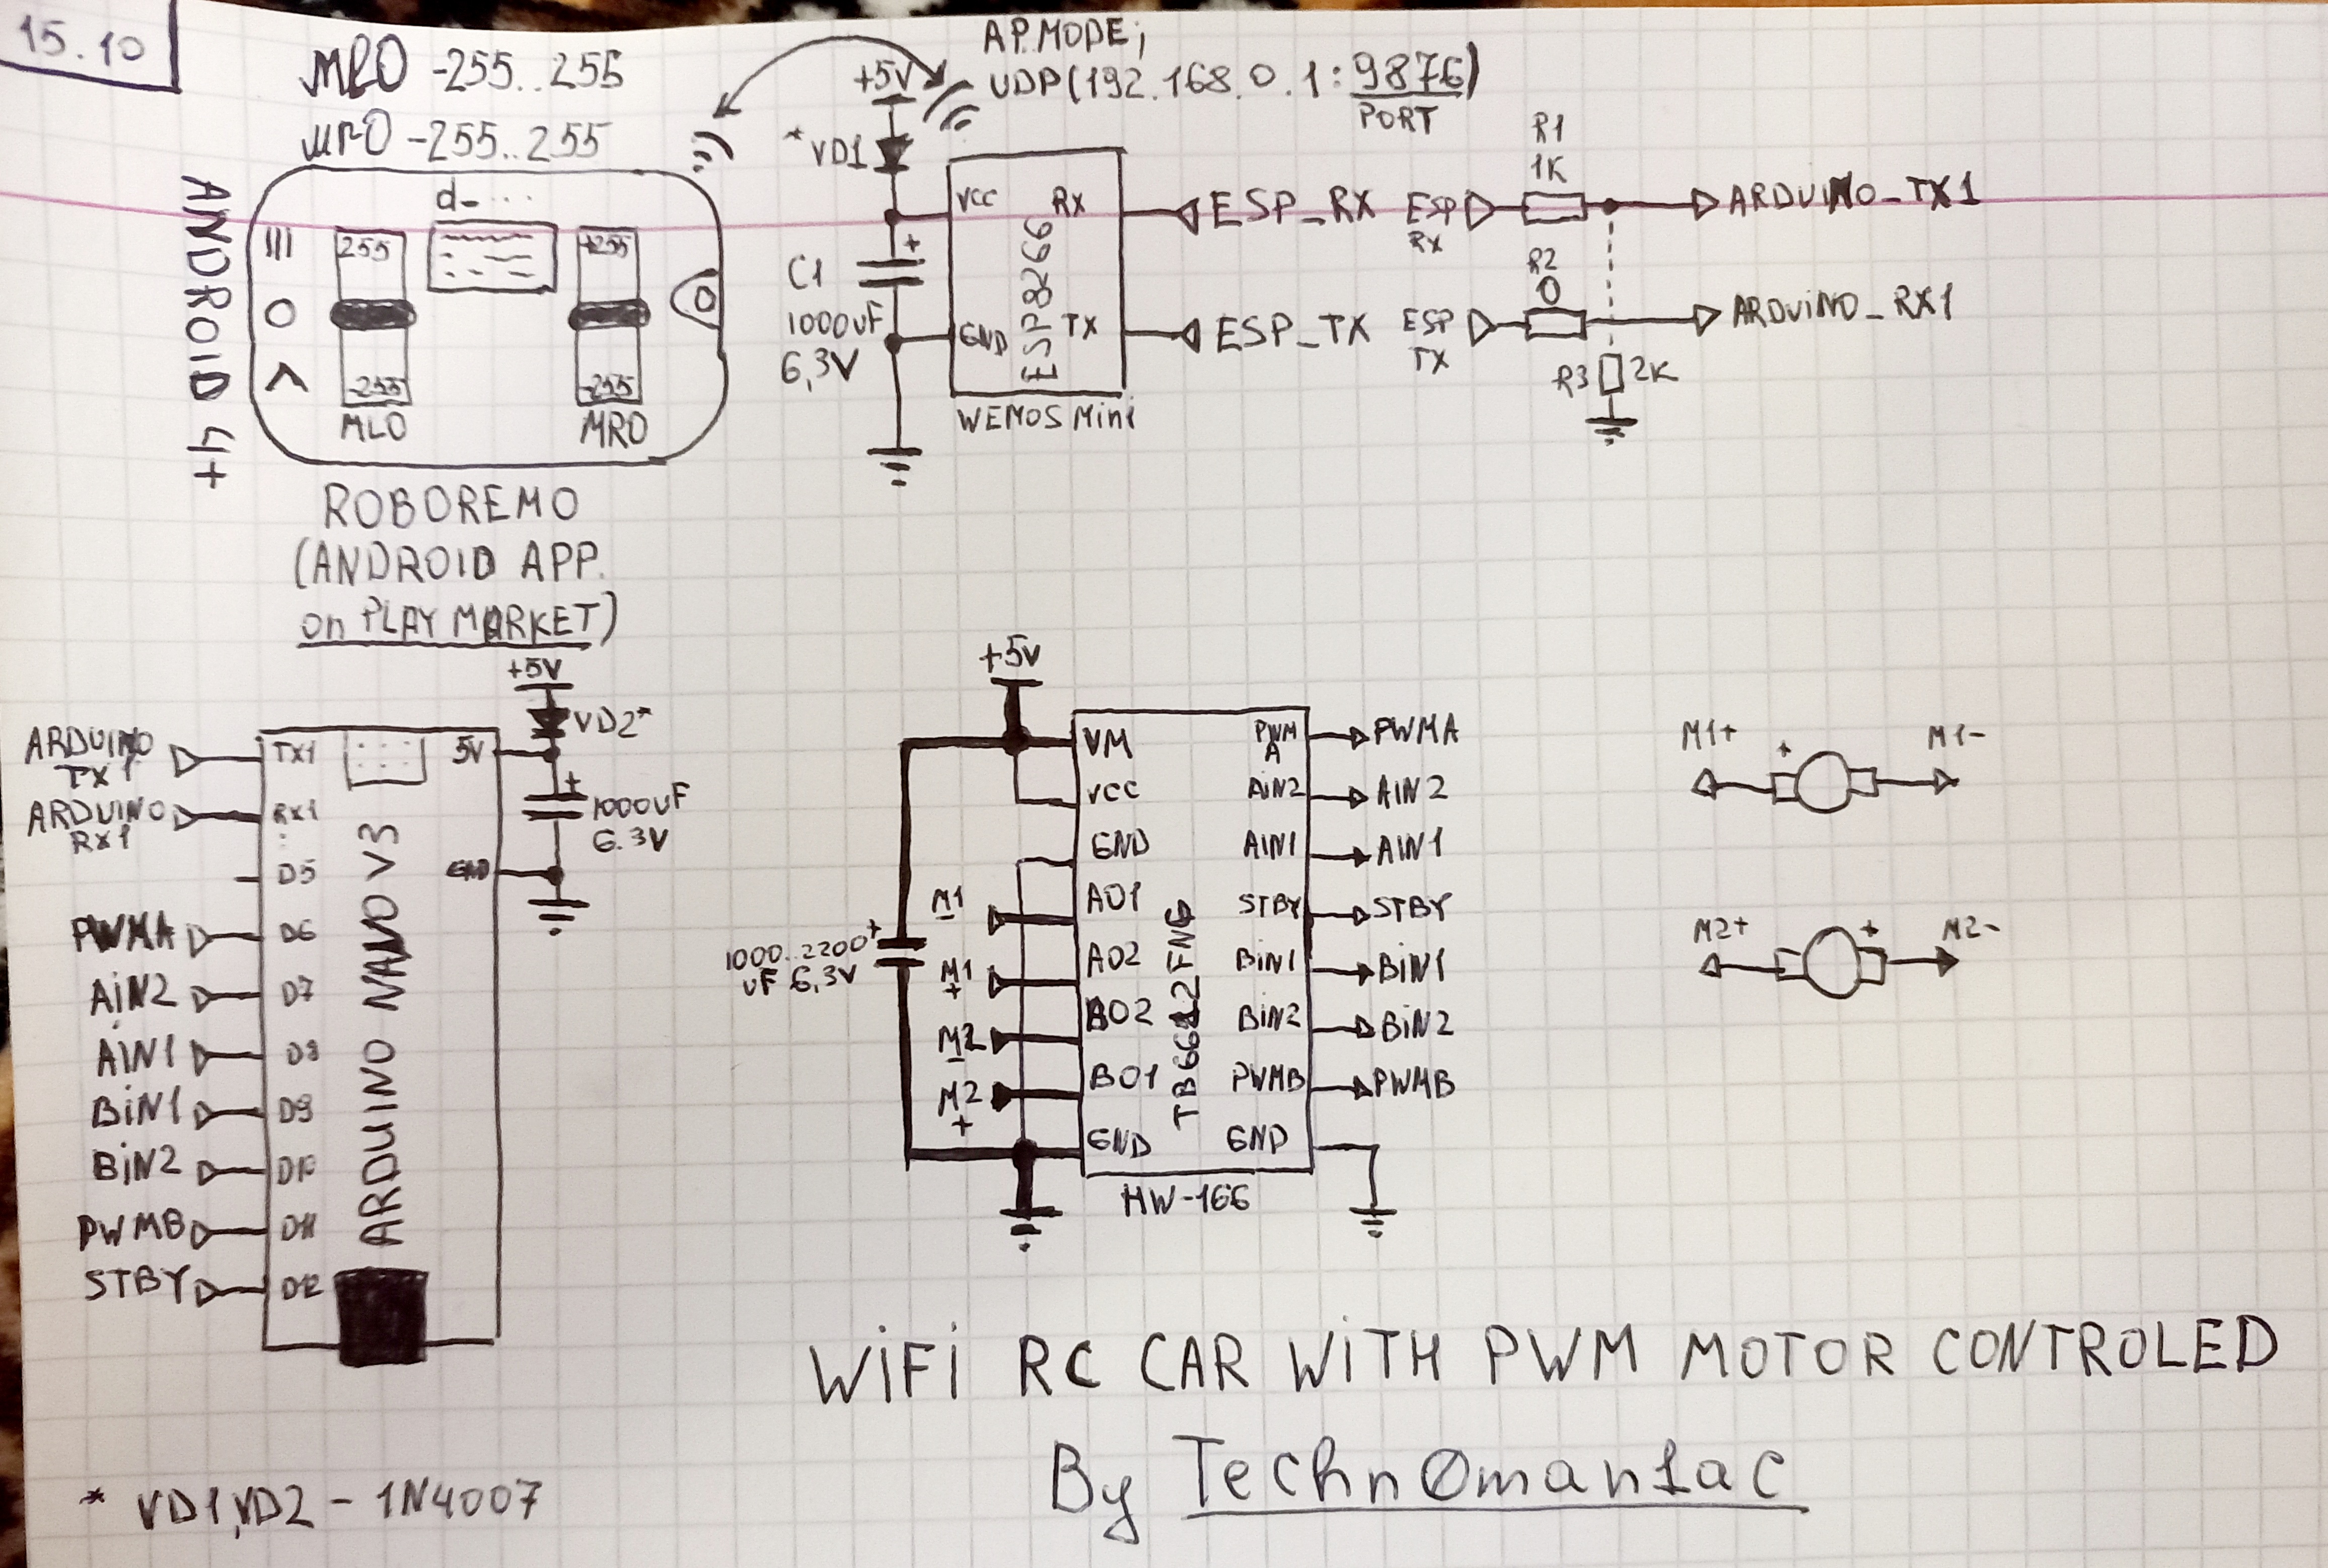 15.10
MLO -255..255
MRO -255..255
AP.MODE;
UDP(192.168.0.1:9876)
PORT
ANDROID 4+
d-...
255
+255
-255
-255
MLO
MRO
ROBOREMO
(ANDROID APP.
on PLAY MARKET)
+5V
*VD1
C1
1000uF
6,3V
VCC
RX
GND
TX
ESP8266
WEMOS Mini
ESP_RX
ESP_TX
ESP
RX
R1
1K
ARDUINO_TX1
ESP
TX
R2
0
ARDUINO_RX1
R3
2K
+
+5V
VD2*
+
1000uF
6.3V
ARDUINO
TX1
ARDUINO
RX1
PWMA
AIN2
AIN1
BIN1
BIN2
PWMB
STBY
TX1
RX1
D5
D6
D7
D8
D9
D10
D11
D12
5V
GND
ARDUINO NANO V3
+5V
1000..2200
uF 6,3V
+
M1
-
M1
+
M2
-
M2
+
VM
VCC
GND
AO1
AO2
BO2
BO1
GND
TB6612FNG
PWM
A
AIN2
AIN1
STBY
BIN1
BIN2
PWMB
GND
PWMA
AIN2
AIN1
STBY
BIN1
BIN2
PWMB
HW-166
M1+
+
M1-
M2+
+
M2-
WiFi RC CAR WITH PWM MOTOR CONTROLED
By TechnØman1ac
* VD1,VD2 - 1N4007